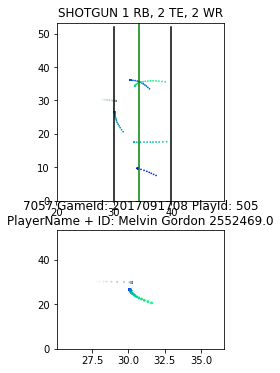 SHOTGUN 1 RB, 2 TE, 2 WR
50
40
30
20
10
0
20 30 40
7057 GameId: 2017091708 PlayId: 505
PlayerName + ID: Melvin Gordon 2552469.0
40
20
0
27.5 30.0 32.5 35.0